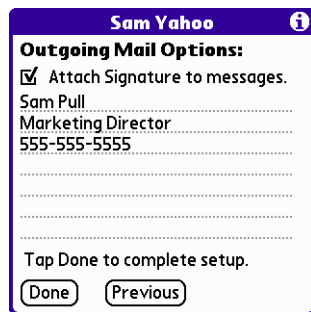 Sam Yahoo
Outgoing Mail Options:
Attach Signature to messages.
Sam Pull
Marketing Director
555-555-5555
Tap Done to complete setup.
Done Previous